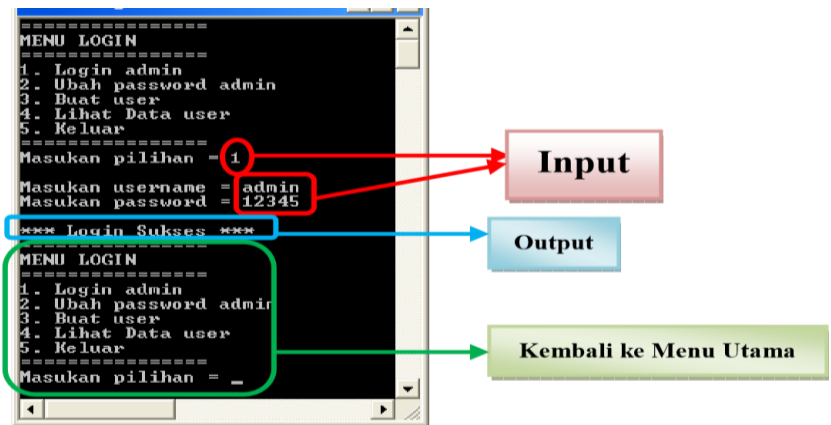 ================
MENU LOGIN
================
1. Login admin
2. Ubah password admin
3. Buat user
4. Lihat Data user
5. Keluar
================
Masukan pilihan = 1
Masukan username = admin
Masukan password = 12345
*** Login Sukses ***
================
MENU LOGIN
================
1. Login admin
2. Ubah password admin
3. Buat user
4. Lihat Data user
5. Keluar
================
Masukan pilihan = _
Input
Output
Kembali ke Menu Utama